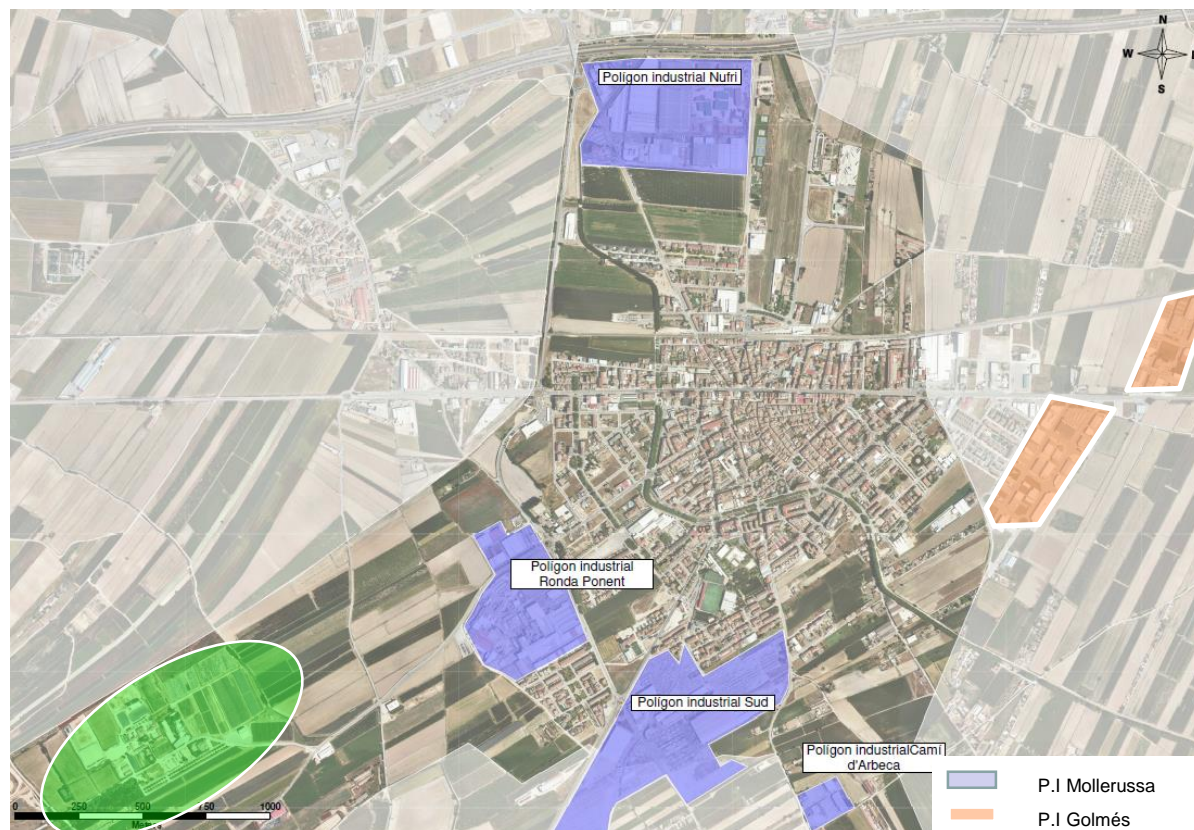 N
W
S
Polígon industrial Nufri
Polígon industrial
Ronda Ponent
Polígon industrial Sud
Polígon industrialCamí
d'Arbeca
0 250 500 750 1000
P.I Mollerussa
P.I Golmés